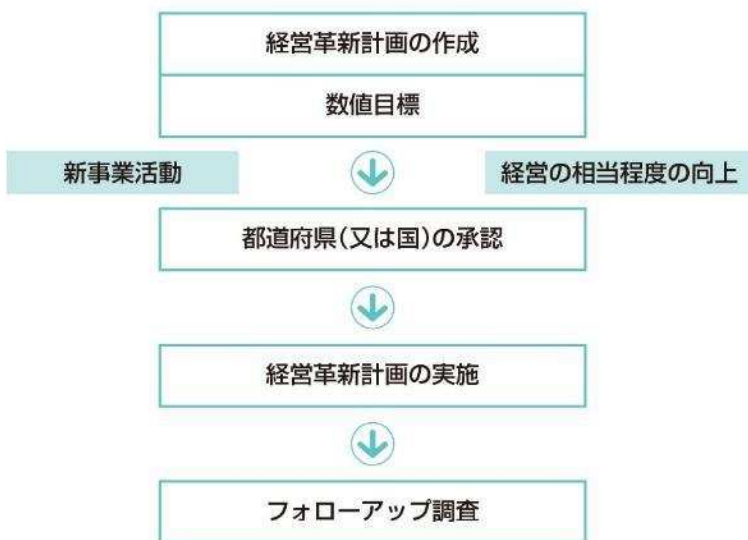 経営革新計画の作成
数値目標
新事業活動
経営の相当程度の向上
都道府県(又は国)の承認
経営革新計画の実施
フォローアップ調査